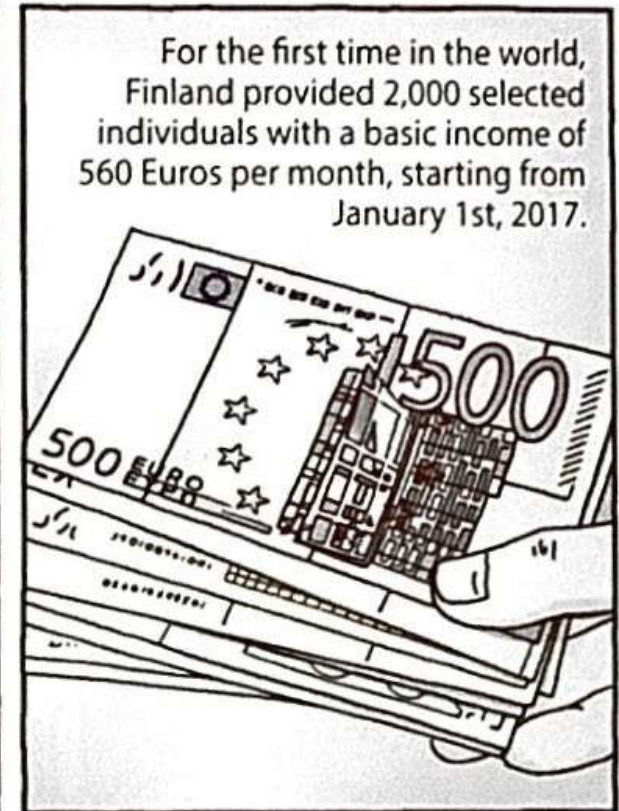 For the first time in the world,
Finland provided 2,000 selected
individuals with a basic income of
560 Euros per month, starting from
January 1st, 2017.
500
500 EURO